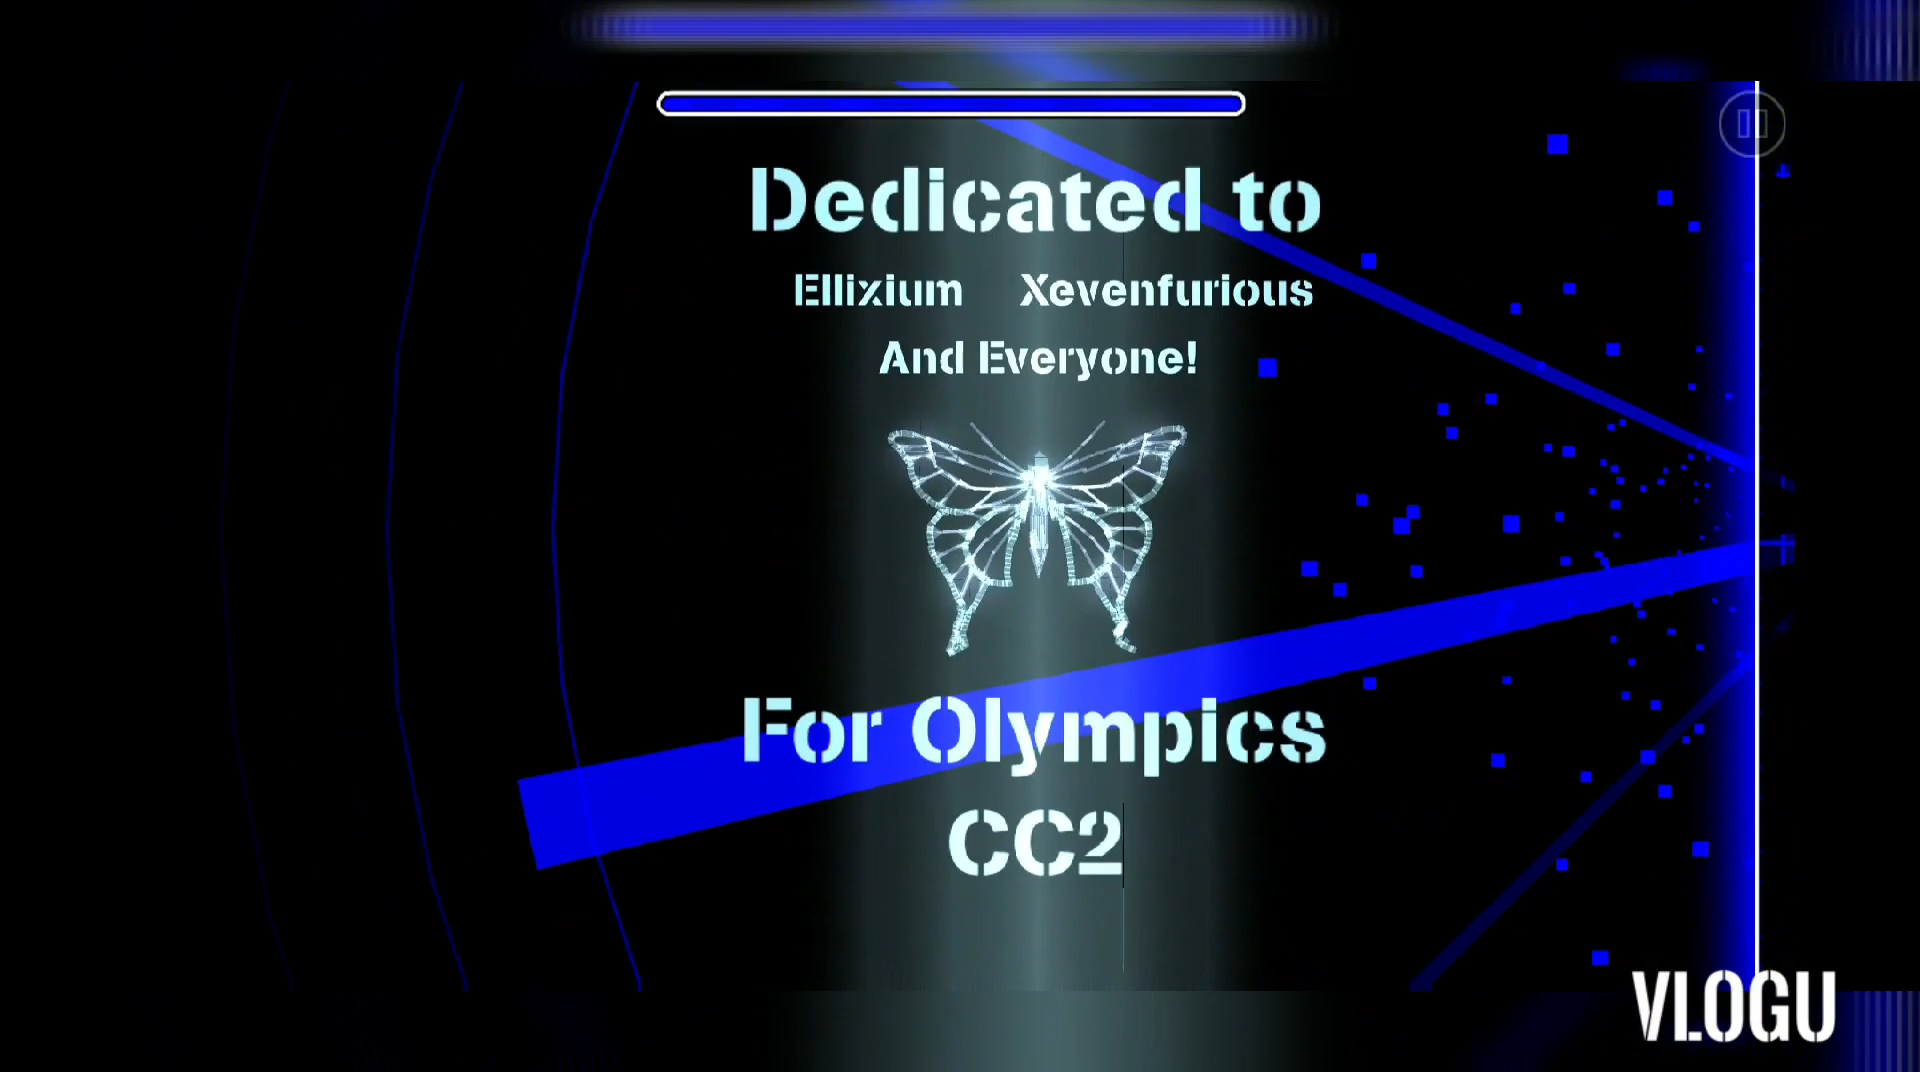 Dedicated to
Ellixium Xevenfurious
And Everyone!
For Olympics
CC2
VLOGU